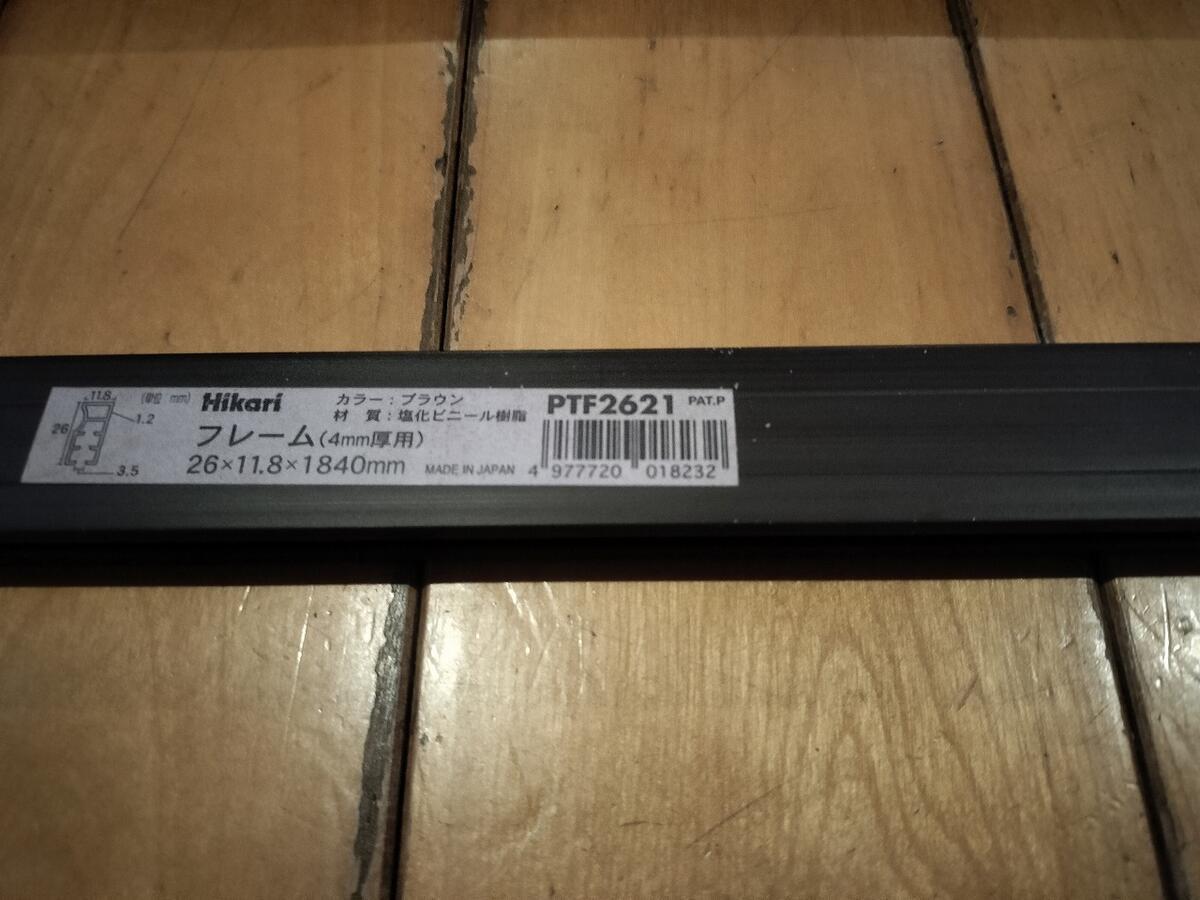 11.8
(単位 mm)
1.2
26
3.5
Hikari
カラー：ブラウン
材　質：塩化ビニール樹脂
フレーム(4mm厚用)
26×11.8×1840mm
MADE IN JAPAN
PTF2621 PAT.P
4 977720 018232